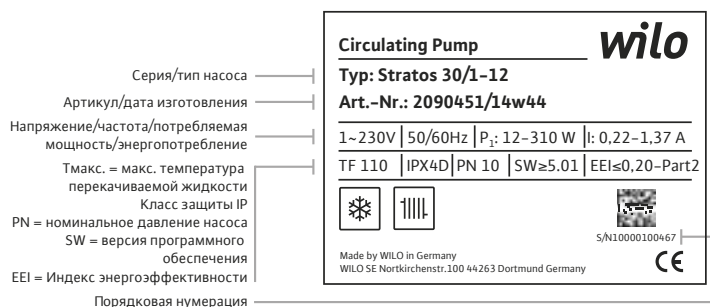 Серия/тип насоса
Артикул/дата изготовления
Напряжение/частота/потребляемая
мощность/энергопотребление
Tмакс. = макс. температура
перекачиваемой жидкости
Класс защиты IP
PN = номинальное давление насоса
SW = версия программного
обеспечения
EEI = Индекс энергоэффективности
Порядковая нумерация
wilo
Circulating Pump
Typ: Stratos 30/1-12
Art.-Nr.: 2090451/14w44
1~230V 50/60Hz P₁: 12-310 W I: 0,22-1,37 A
TF 110 IPX4D PN 10 SW≥5.01 EEI≤0,20-Part2
S/N10000100467
Made by WILO in Germany
WILO SE Nortkirchenstr.100 44263 Dortmund Germany
CE